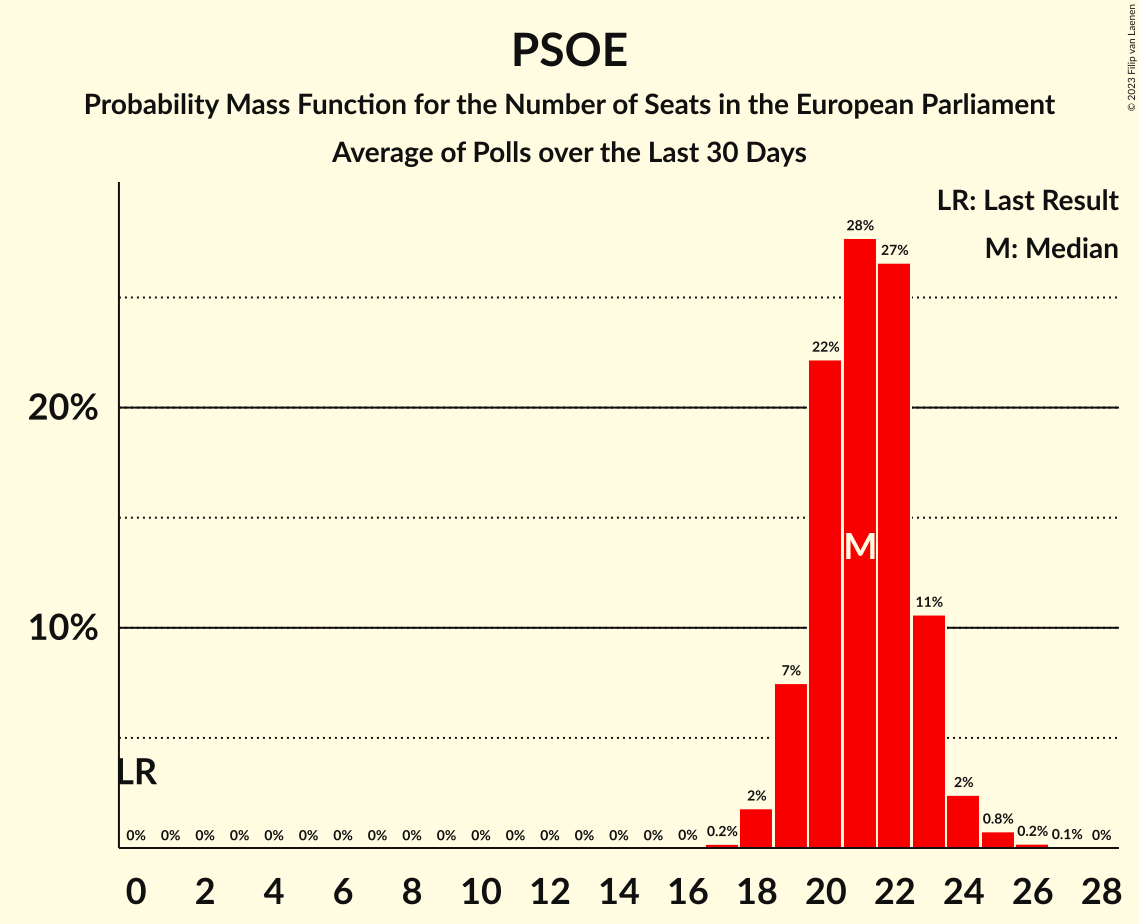 PSOE
Probability Mass Function for the Number of Seats in the European Parliament
Average of Polls over the Last 30 Days
© 2023 Filip van Laenen
LR: Last Result
M: Median
28%
27%
22%
20%
M
11%
10%
7%
LR
2%
2%
0.8%
0% 0% 0% 0% 0% 0% 0% 0% 0% 0% 0% 0% 0% 0% 0% 0% 0% 0.2% 0.2% 0.1% 0%
0 2 4 6 8 10 12 14 16 18 20 22 24 26 28